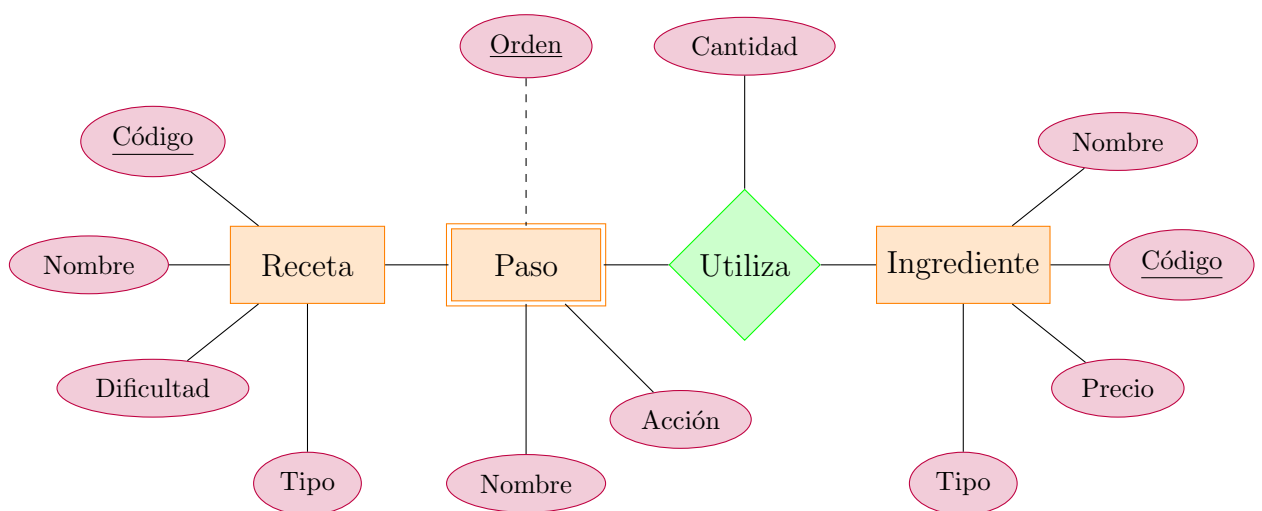 Orden
Cantidad
Código
Nombre
Nombre
Receta
Paso
Utiliza
Ingrediente
Código
Dificultad
Precio
Acción
Tipo
Nombre
Tipo